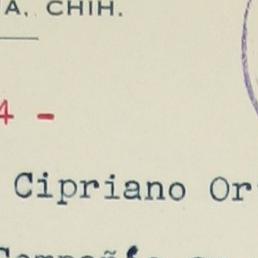 A, CHIH.
4 -
Cipriano Or